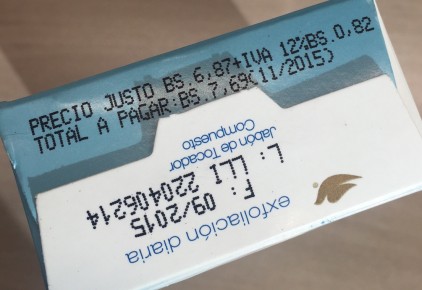 PRECIO JUSTO BS.6,87+IVA 12%BS.0,82
TOTAL A PAGAR:BS.7,69(11/2015)
exfoliación diaria
F: 09/2015
L: LLI 220406214
Jabón de Tocador
Compuesto